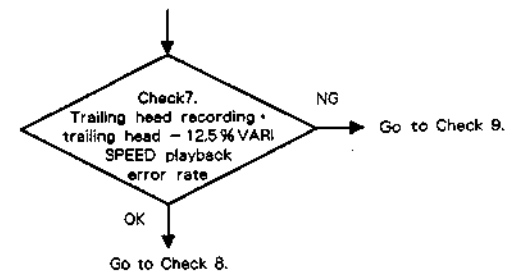 Check7.
Trailing head recording •
trailing head − 12.5% VARI
SPEED playback
error rate
NG
Go to Check 9.
OK
Go to Check 8.